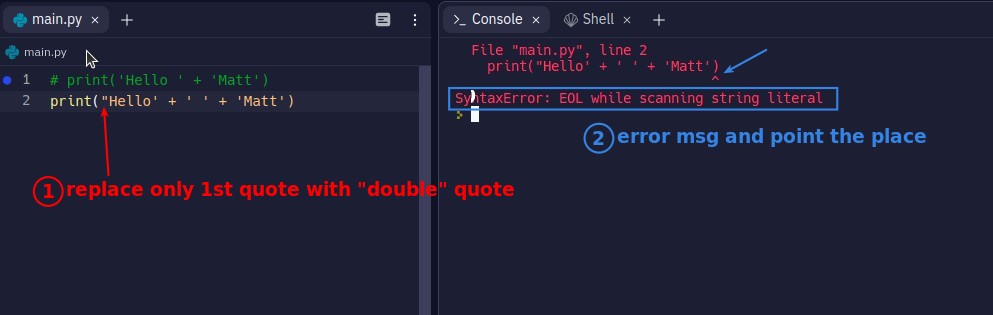 main.py
main.py
1 # print('Hello ' + 'Matt')
2 print("Hello' + ' ' + 'Matt')
1 replace only 1st quote with "double" quote
Console
Shell
File "main.py", line 2
print("Hello' + ' ' + 'Matt')
^
SyntaxError: EOL while scanning string literal
2 error msg and point the place